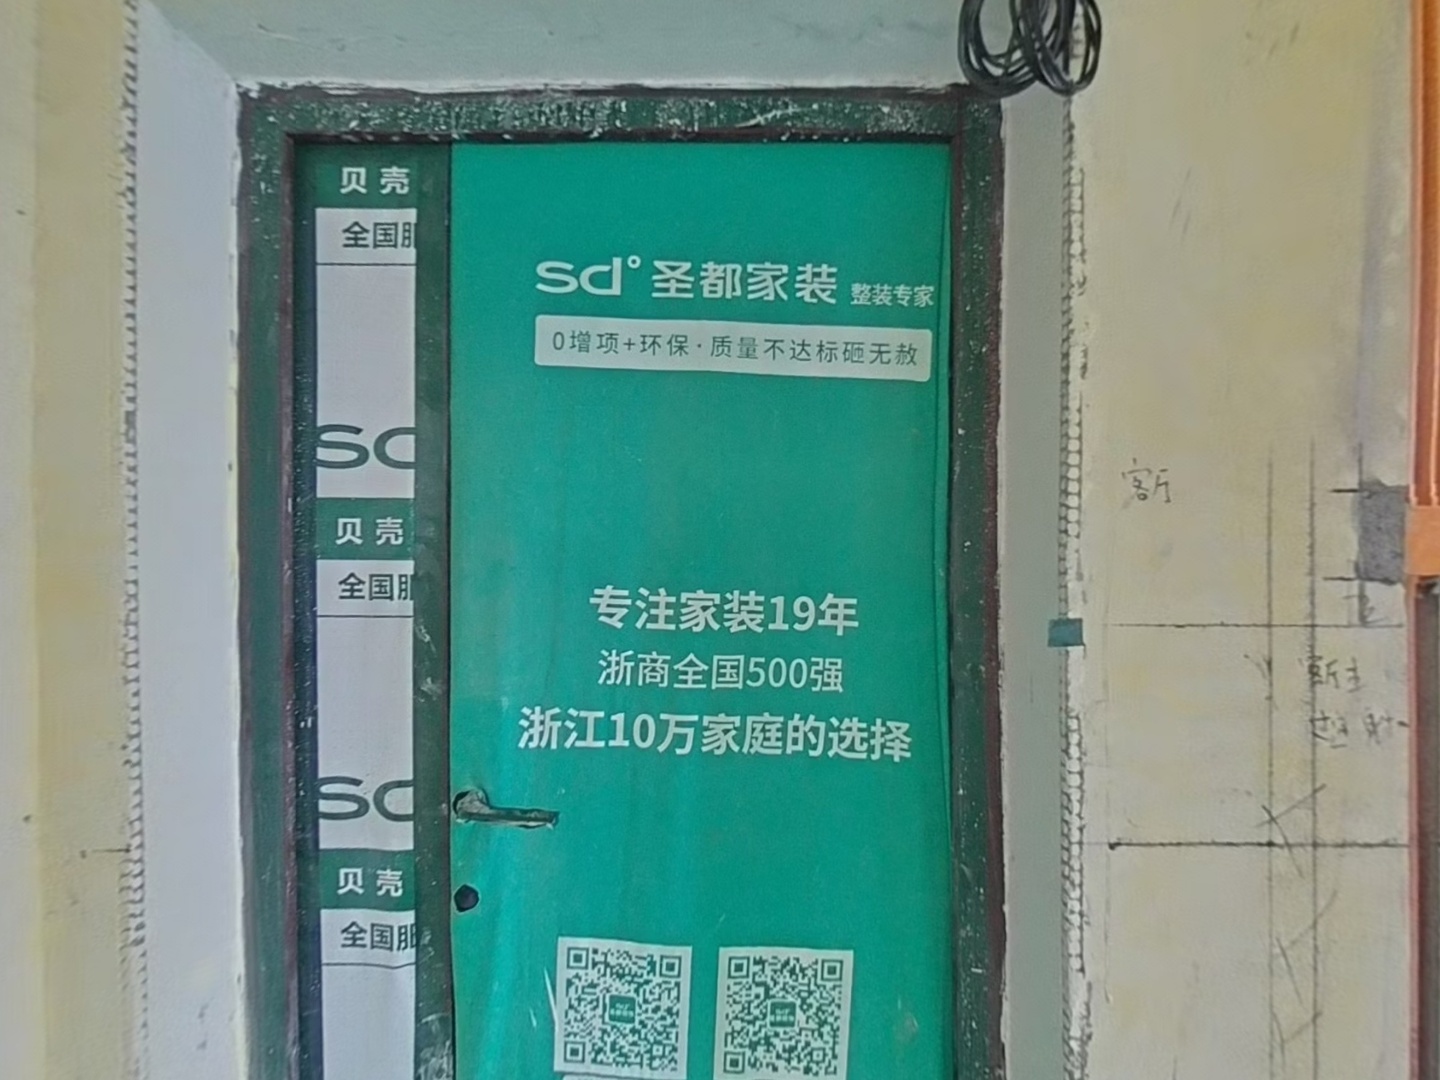 贝壳
全国服
sd
贝壳
全国服
sd
贝壳
全国服
sd°圣都家装 整装专家
0增项+环保·质量不达标砸无赦
专注家装19年
浙商全国500强
浙江10万家庭的选择
客厅